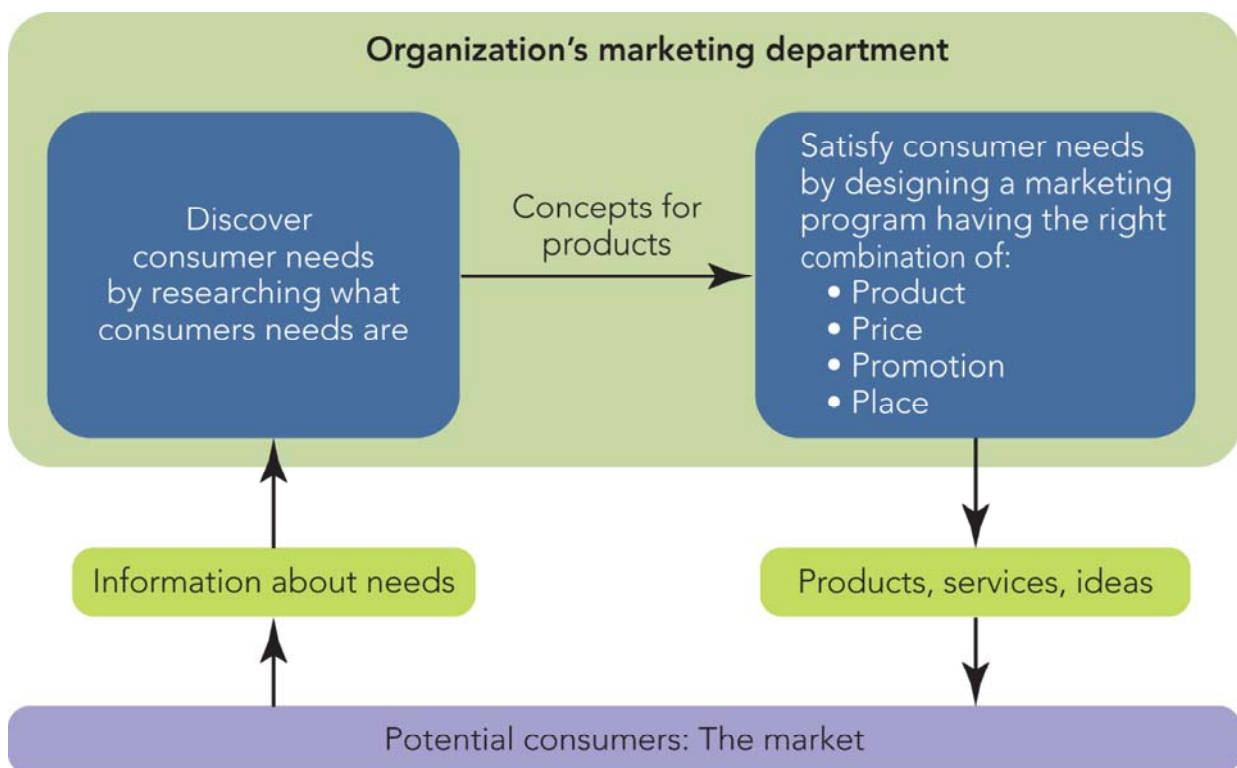 Organization's marketing department
Discover
consumer needs
by researching what
consumers needs are
Concepts for
products
Satisfy consumer needs
by designing a marketing
program having the right
combination of:
• Product
• Price
• Promotion
• Place
Information about needs
Products, services, ideas
Potential consumers: The market